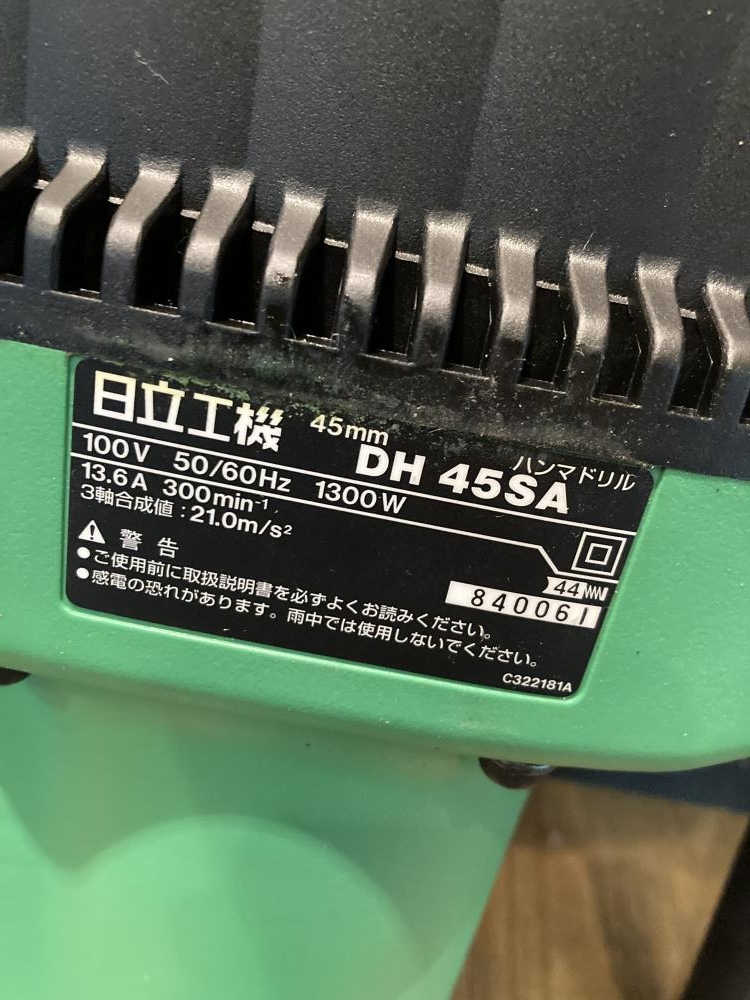 日立工機 45mm ハンマドリル
DH 45SA
100V 50/60Hz 1300W
13.6A 300min⁻¹
3軸合成値:21.0m/s²
⚠ 警告
●ご使用前に取扱説明書を必ずよくお読みください。
●感電の恐れがあります。雨中では使用しないでください。
44WW
840061
C322181A